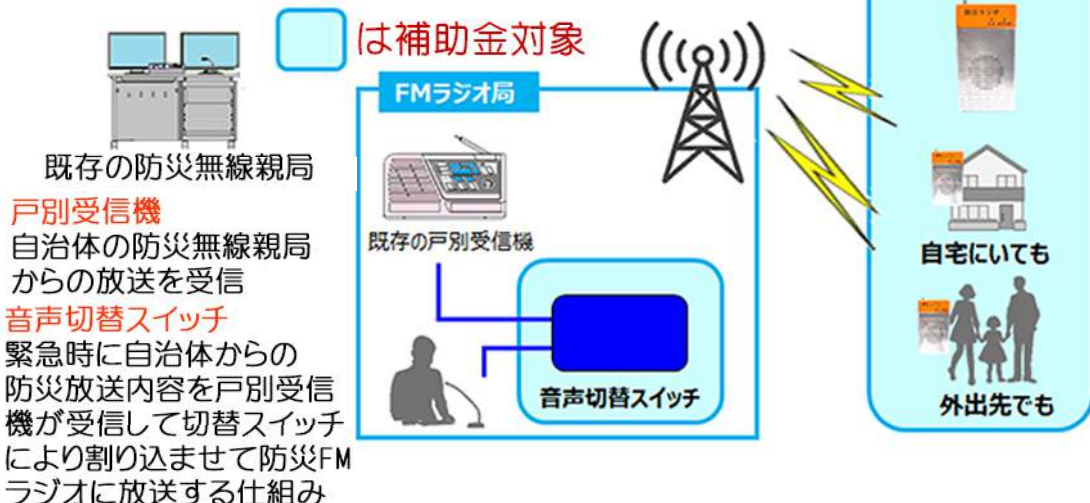 は補助金対象
FMラジオ局
既存の防災無線親局
戸別受信機
自治体の防災無線親局
からの放送を受信
音声切替スイッチ
緊急時に自治体からの
防災放送内容を戸別受信
機が受信して切替スイッチ
により割り込ませて防災FM
ラジオに放送する仕組み
既存の戸別受信機
音声切替スイッチ
防災ラジオ
自宅にいても
外出先でも